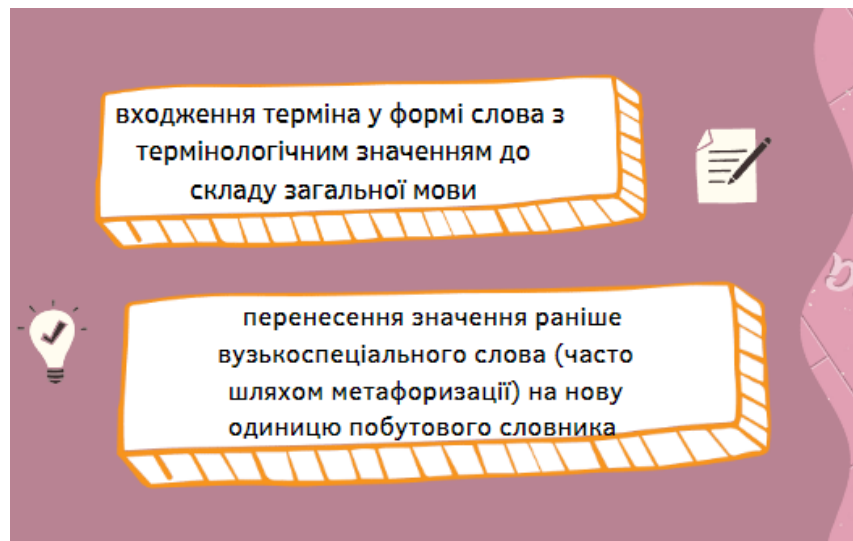 входження терміна у формі слова з
термінологічним значенням до
складу загальної мови
перенесення значення раніше
вузькоспеціального слова (часто
шляхом метафоризації) на нову
одиницю побутового словника